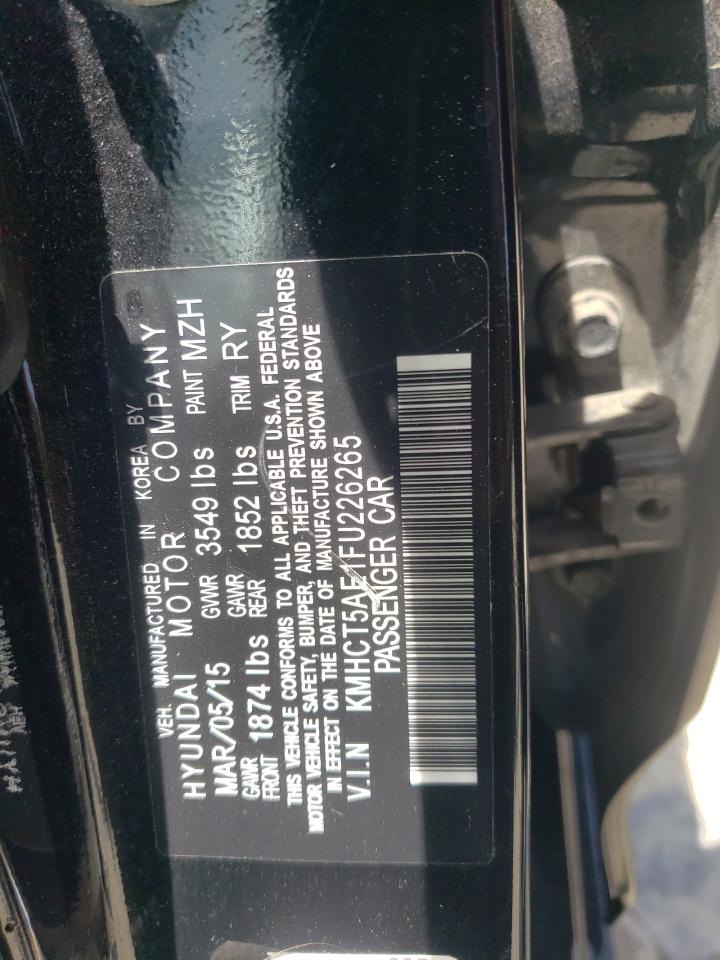 VEH. MANUFACTURED IN KOREA BY
HYUNDAI MOTOR COMPANY
MAR/05/15 GVWR 3549 lbs PAINT MZH
GAWR FRONT 1874 lbs GAWR REAR 1852 lbs TRIM RY
THIS VEHICLE CONFORMS TO ALL APPLICABLE U.S.A. FEDERAL
MOTOR VEHICLE SAFETY, BUMPER, AND THEFT PREVENTION STANDARDS
IN EFFECT ON THE DATE OF MANUFACTURE SHOWN ABOVE
V.I.N KMHCT5AE1FU226265
PASSENGER CAR